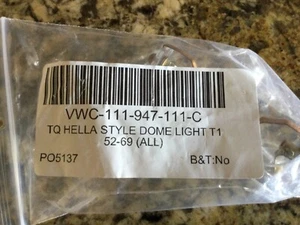 VWC-111-947-111-C
TQ HELLA STYLE DOME LIGHT T1
52-69 (ALL)
PO5137 B&T:No